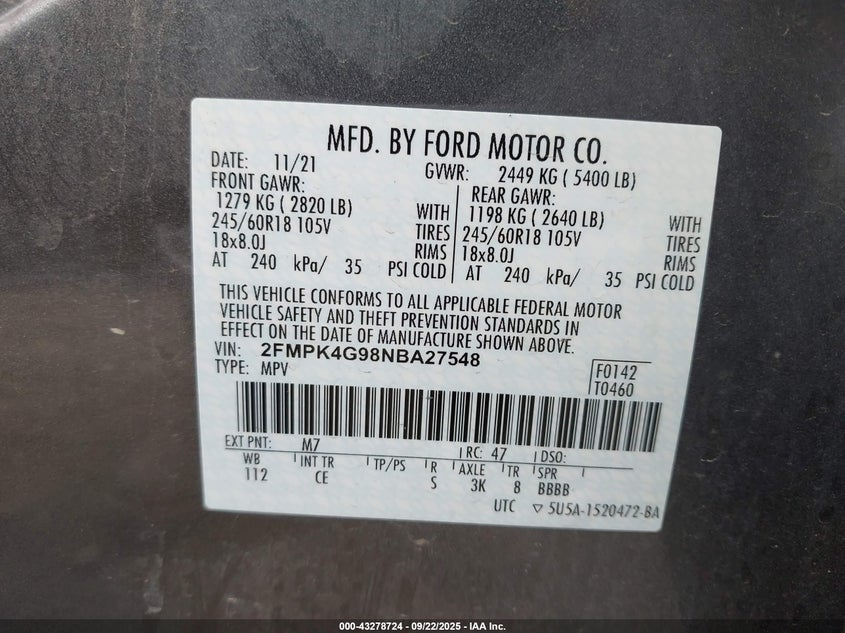 MFD. BY FORD MOTOR CO.
DATE: 11/21 GVWR: 2449 KG ( 5400 LB)
FRONT GAWR: REAR GAWR:
1279 KG ( 2820 LB) WITH 1198 KG ( 2640 LB) WITH
245/60R18 105V TIRES 245/60R18 105V TIRES
18x8.0J RIMS 18x8.0J RIMS
AT 240 kPa/ 35 PSI COLD AT 240 kPa/ 35 PSI COLD
THIS VEHICLE CONFORMS TO ALL APPLICABLE FEDERAL MOTOR
VEHICLE SAFETY AND THEFT PREVENTION STANDARDS IN
EFFECT ON THE DATE OF MANUFACTURE SHOWN ABOVE.
VIN: 2FMPK4G98NBA27548 F0142
TYPE: MPV T0460
EXT PNT: M7 RC: 47 DSO:
WB INT TR TP/PS R AXLE TR SPR
112 CE S 3K 8 BBBB
UTC ▽ 5U5A-1520472-BA
000-43278724 - 09/22/2025 - IAA Inc.